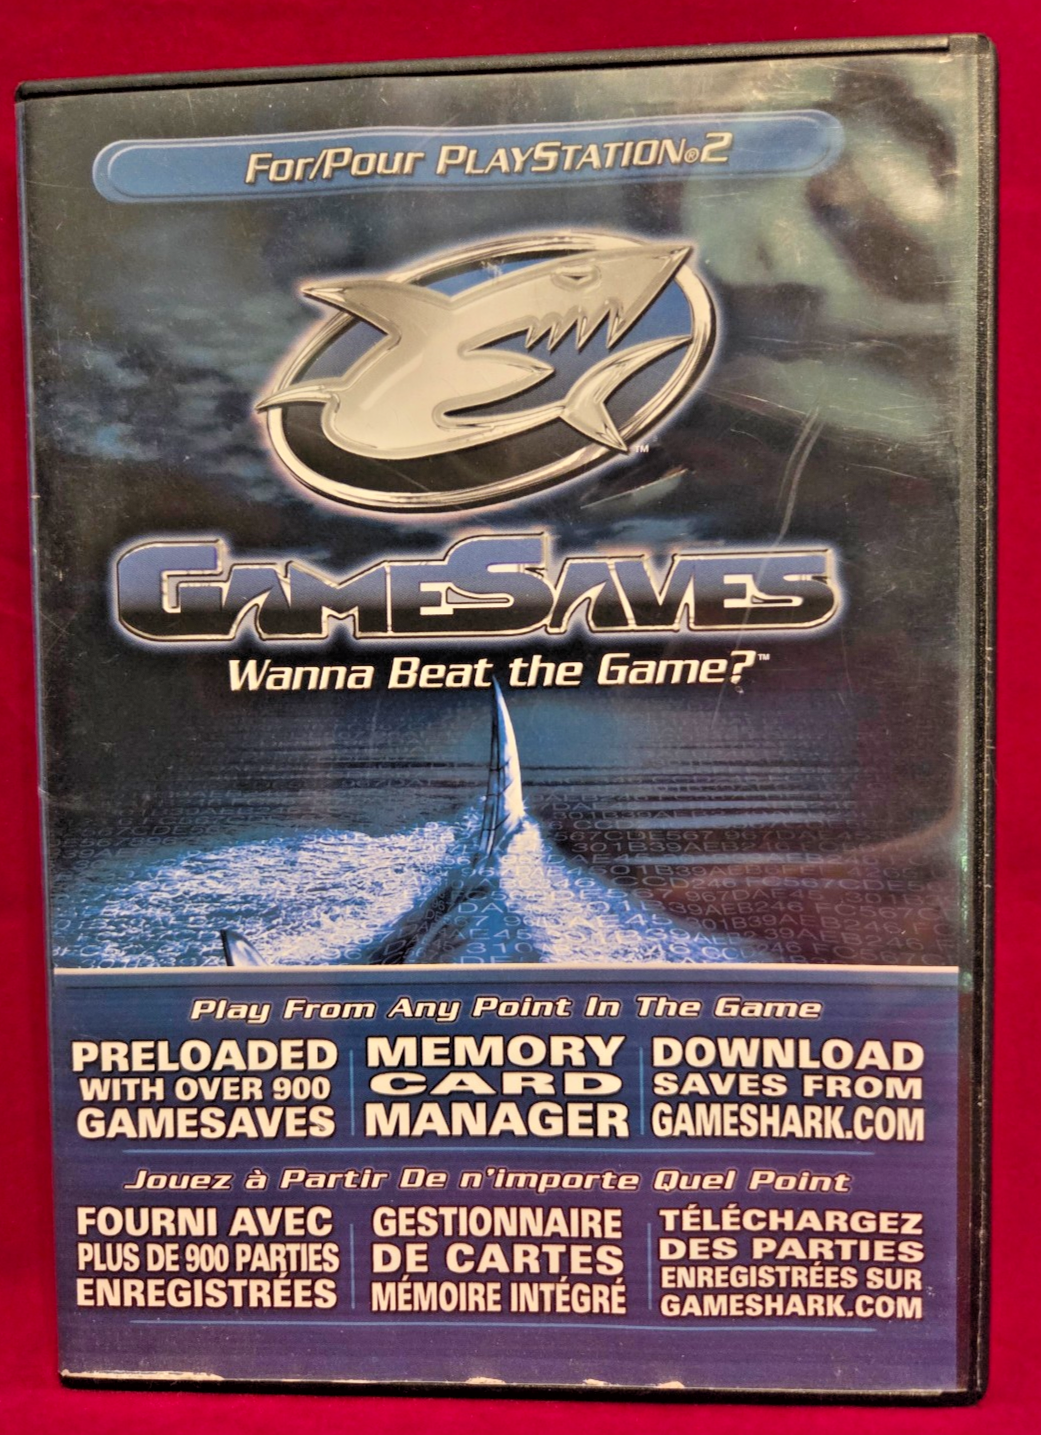 For/Pour PLAYSTATION®2
™
GAMESAVES
Wanna Beat the Game?™
Play From Any Point In The Game
PRELOADED
WITH OVER 900
GAMESAVES
MEMORY
CARD
MANAGER
DOWNLOAD
SAVES FROM
GAMESHARK.COM
Jouez à Partir De n'importe Quel Point
FOURNI AVEC
PLUS DE 900 PARTIES
ENREGISTRÉES
GESTIONNAIRE
DE CARTES
MÉMOIRE INTÉGRÉ
TÉLÉCHARGEZ
DES PARTIES
ENREGISTRÉES SUR
GAMESHARK.COM